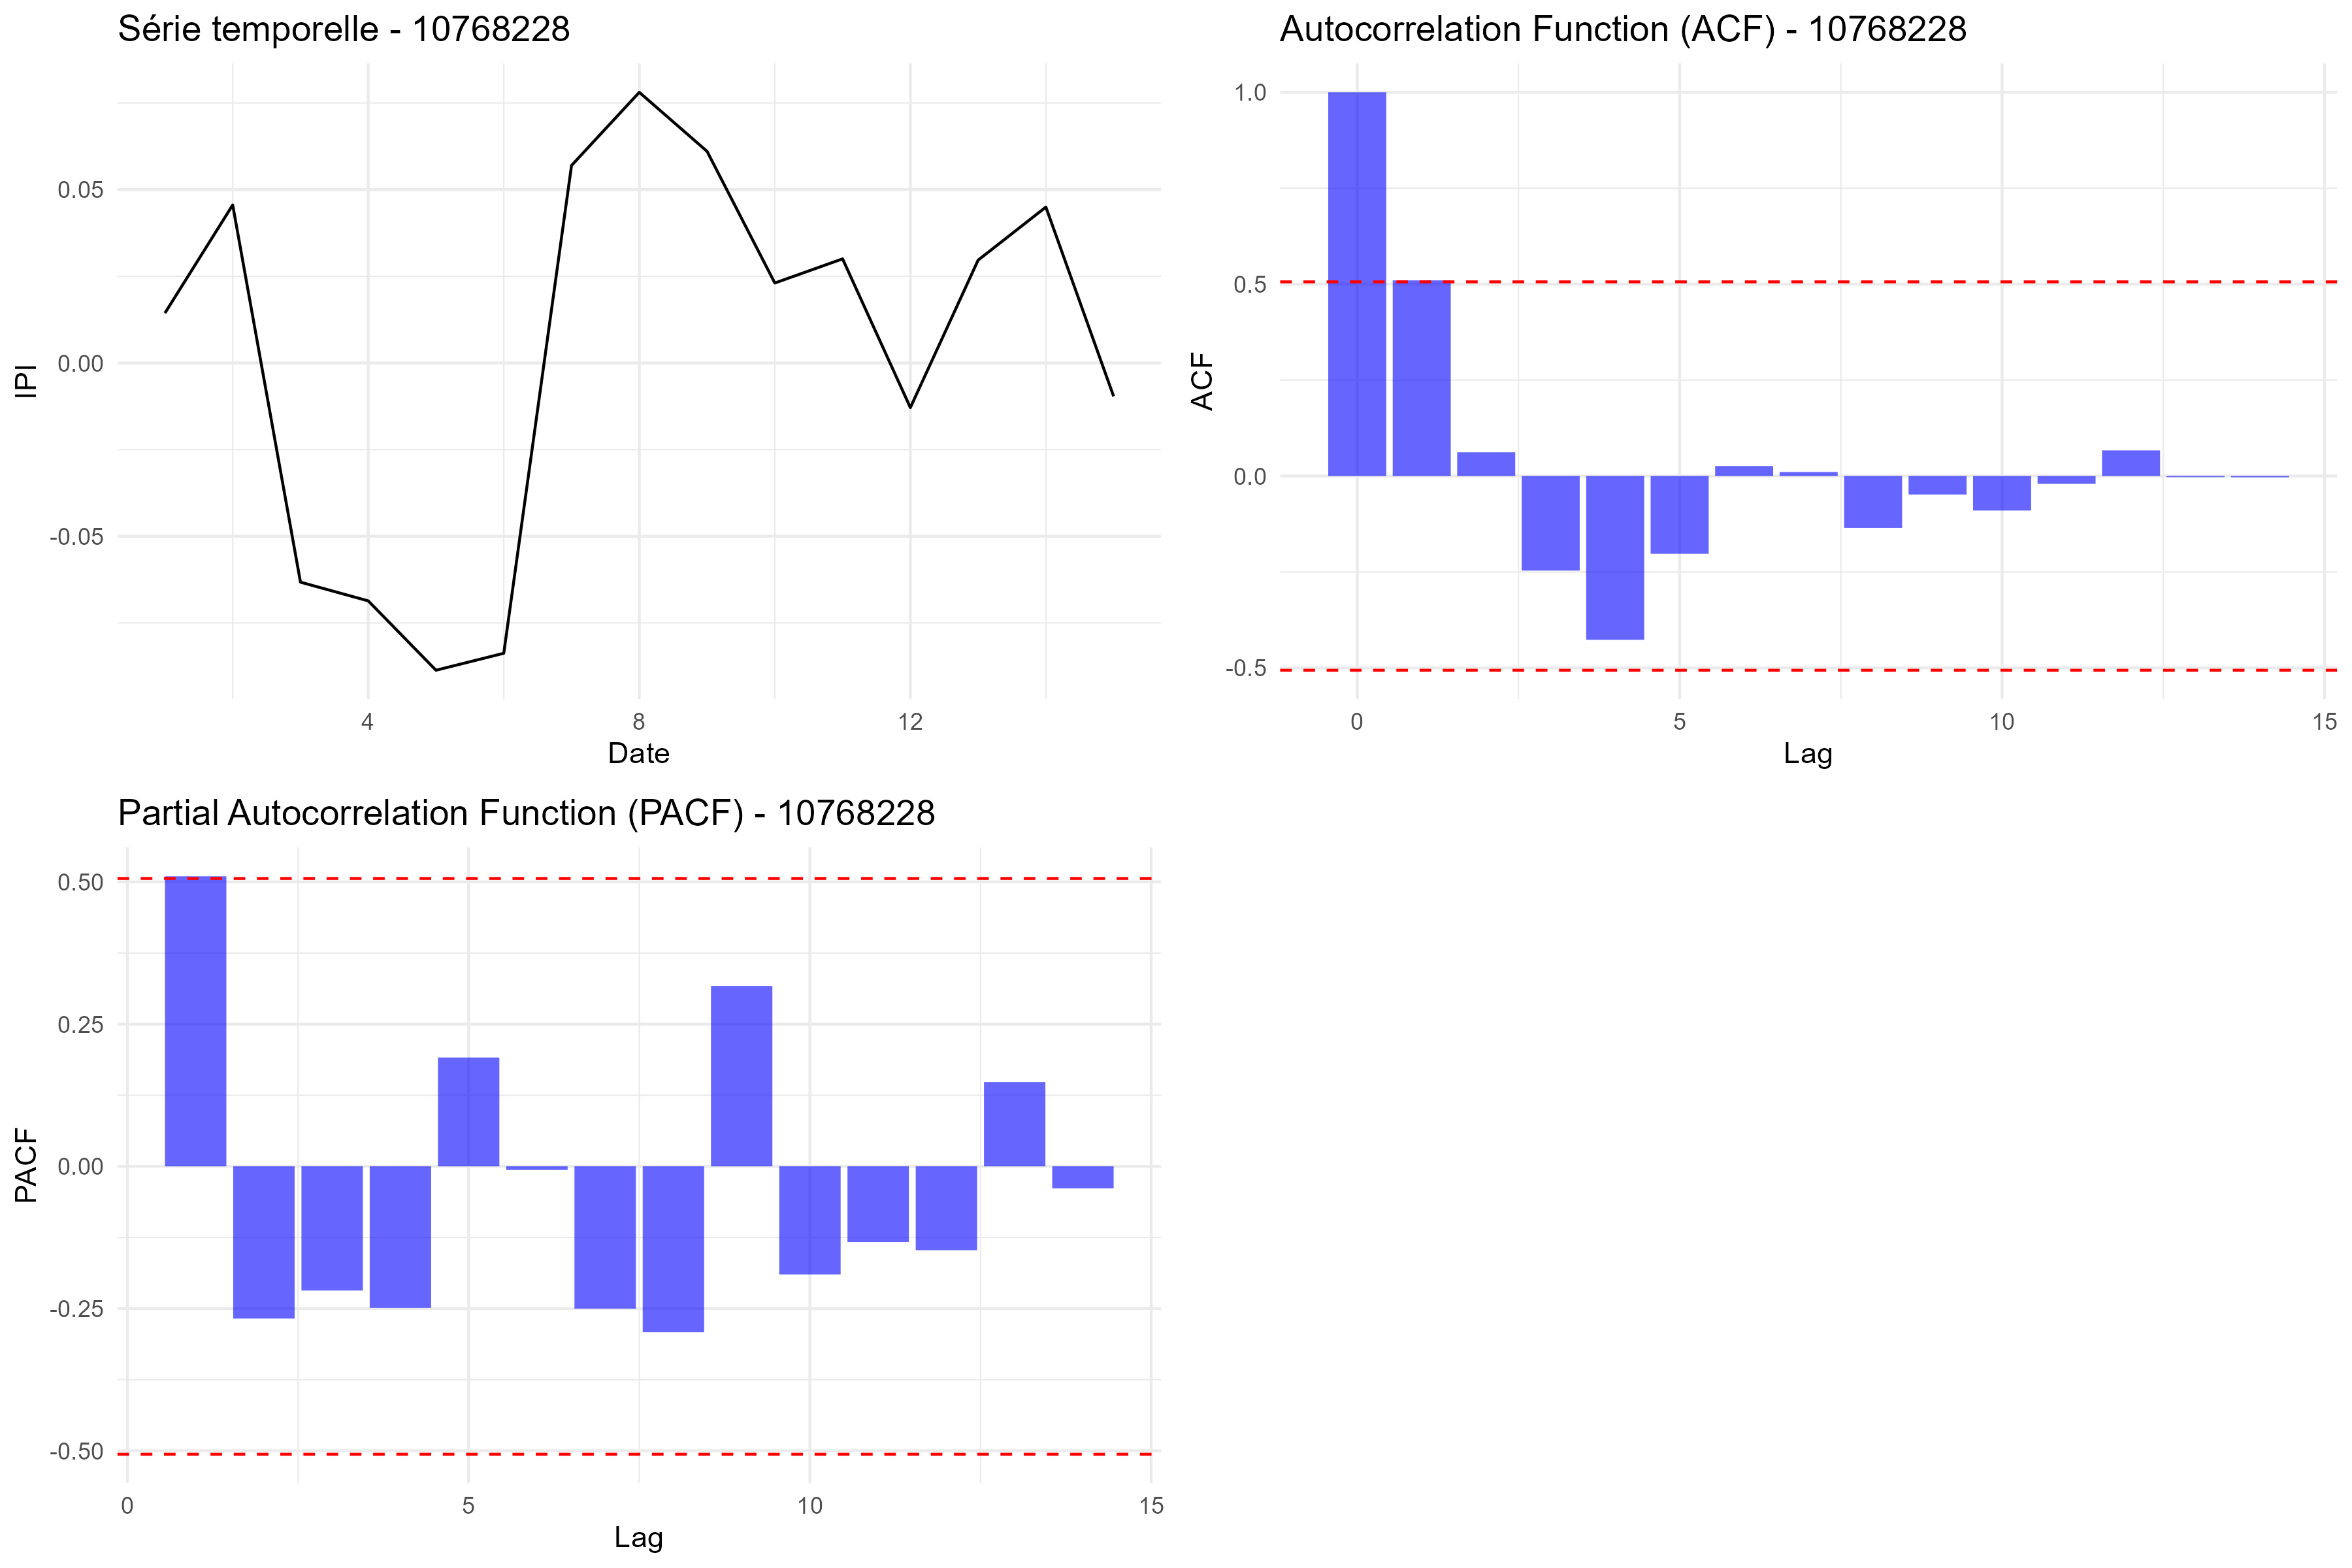 Série temporelle - 10768228
IPI
0.05
0.00
-0.05
4 8 12
Date
Autocorrelation Function (ACF) - 10768228
ACF
1.0
0.5
0.0
-0.5
0 5 10 15
Lag
Partial Autocorrelation Function (PACF) - 10768228
PACF
0.50
0.25
0.00
-0.25
-0.50
0 5 10 15
Lag